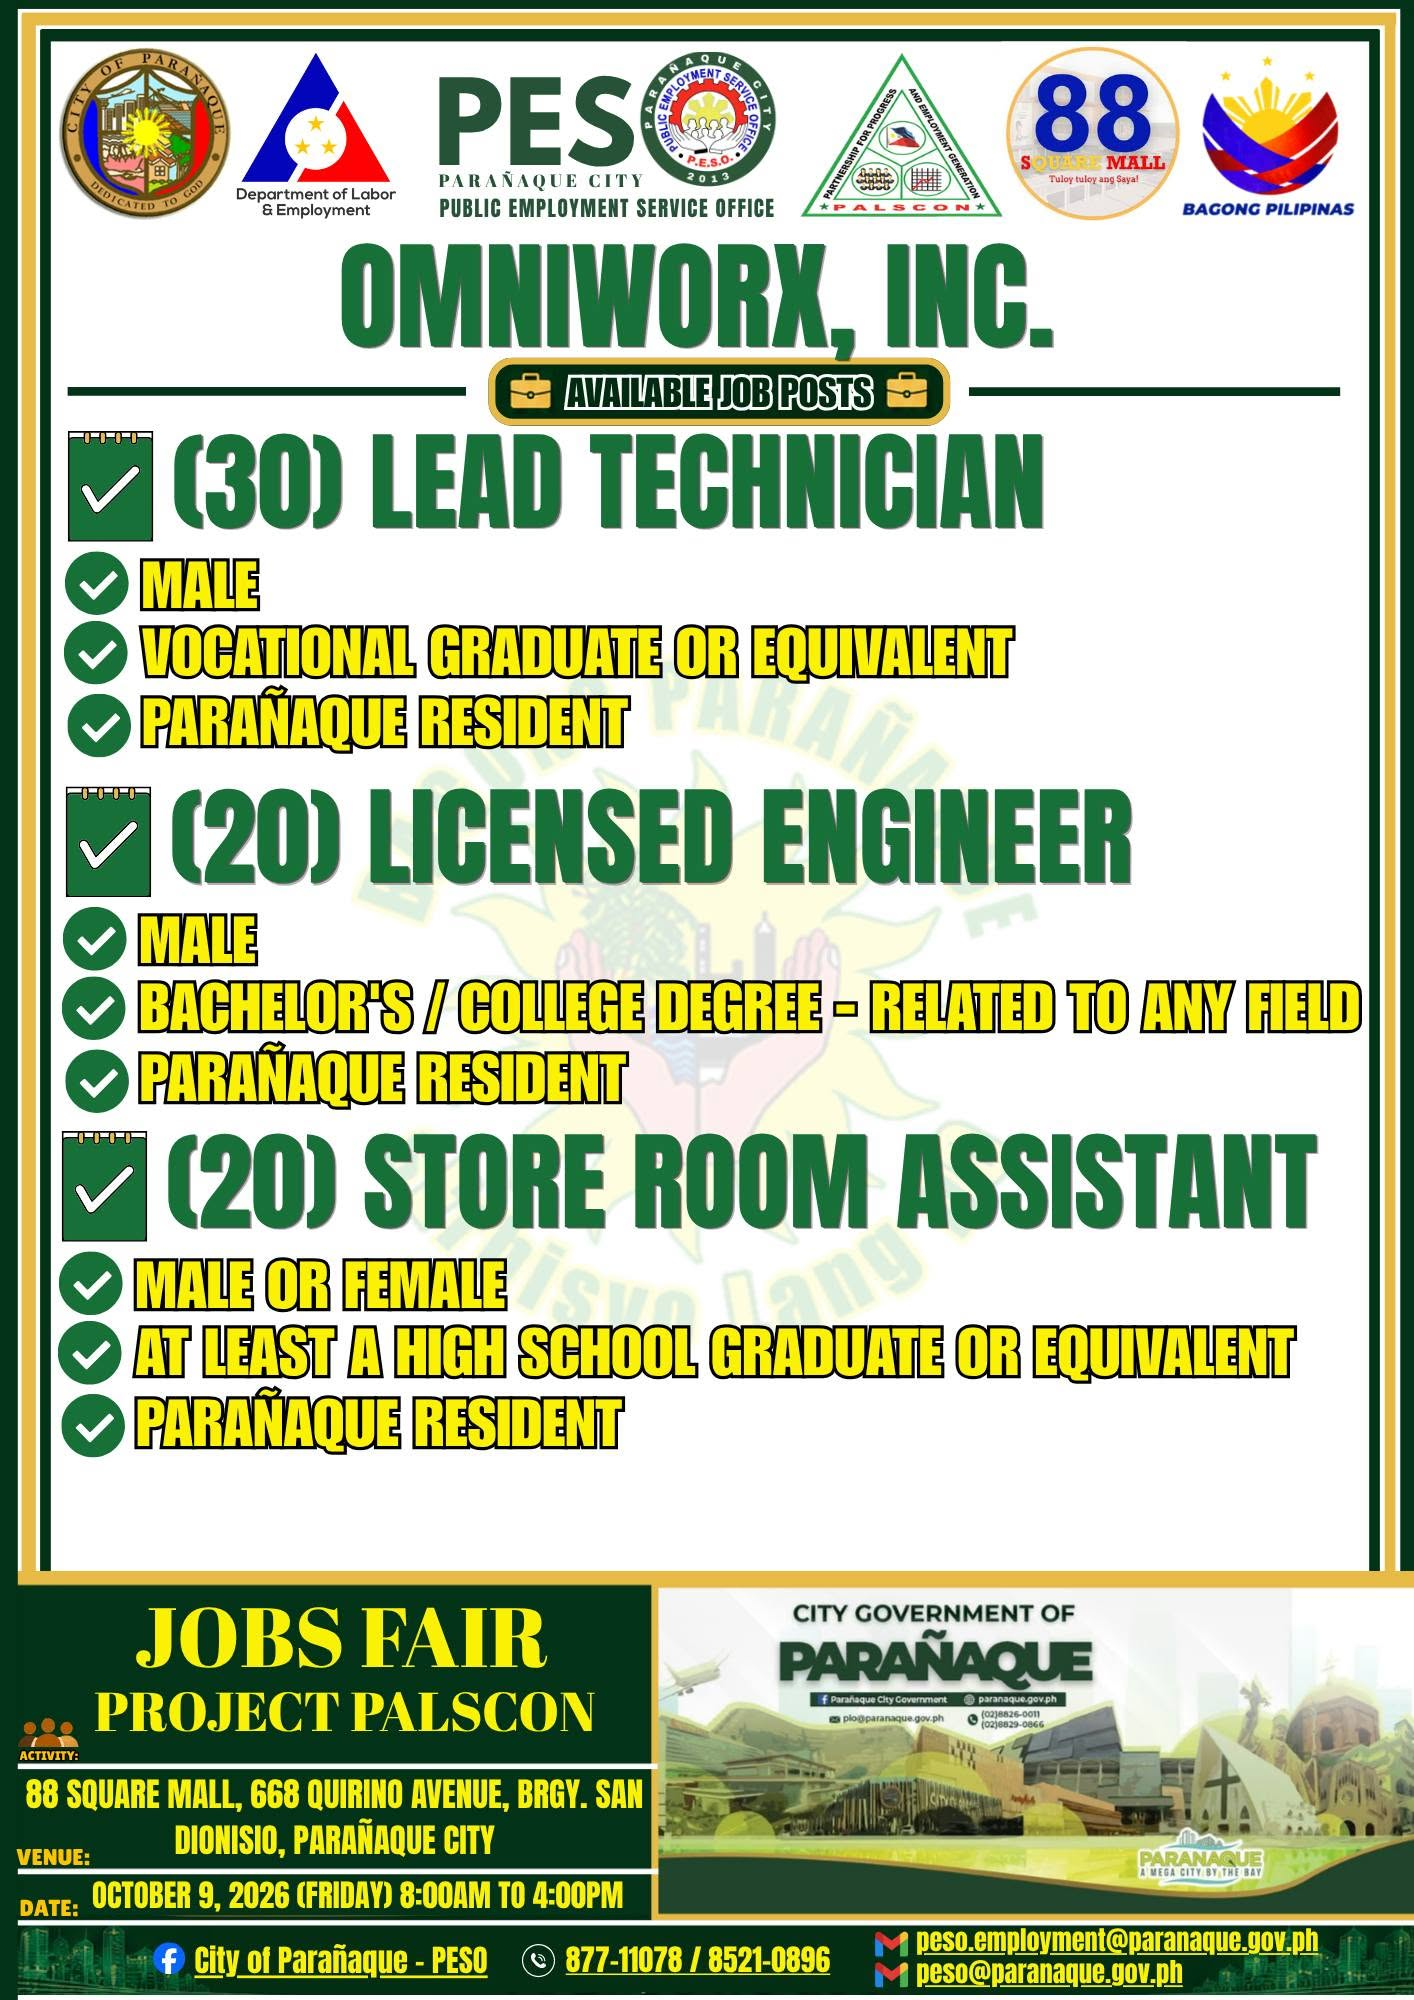 CITY OF PARAÑAQUE
DEDICATED TO GOD
Department of Labor
& Employment
PESO
PARAÑAQUE CITY
PUBLIC EMPLOYMENT SERVICE OFFICE
PARAÑAQUE CITY
PUBLIC EMPLOYMENT SERVICE OFFICE
P.E.S.O.
2013
PARTNERSHIP FOR PROGRESS
AND EMPLOYMENT GENERATION
PALSCON
88
SQUARE MALL
Tuloy tuloy ang Saya!
BAGONG PILIPINAS
OMNIWORX, INC.
AVAILABLE JOB POSTS
(30) LEAD TECHNICIAN
MALE
VOCATIONAL GRADUATE OR EQUIVALENT
PARAÑAQUE RESIDENT
(20) LICENSED ENGINEER
MALE
BACHELOR'S / COLLEGE DEGREE - RELATED TO ANY FIELD
PARAÑAQUE RESIDENT
(20) STORE ROOM ASSISTANT
MALE OR FEMALE
AT LEAST A HIGH SCHOOL GRADUATE OR EQUIVALENT
PARAÑAQUE RESIDENT
BAGONG PARAÑAQUE
Lang
JOBS FAIR
PROJECT PALSCON
ACTIVITY:
88 SQUARE MALL, 668 QUIRINO AVENUE, BRGY. SAN
DIONISIO, PARAÑAQUE CITY
VENUE:
DATE: OCTOBER 9, 2026 (FRIDAY) 8:00AM TO 4:00PM
CITY GOVERNMENT OF
PARAÑAQUE
Parañaque City Government paranaque.gov.ph
plo@paranaque.gov.ph (02)8826-0011
(02)8829-0866
PARAÑAQUE
A MEGA CITY BY THE BAY
City of Parañaque - PESO
877-11078 / 8521-0896
peso.employment@paranaque.gov.ph
peso@paranaque.gov.ph